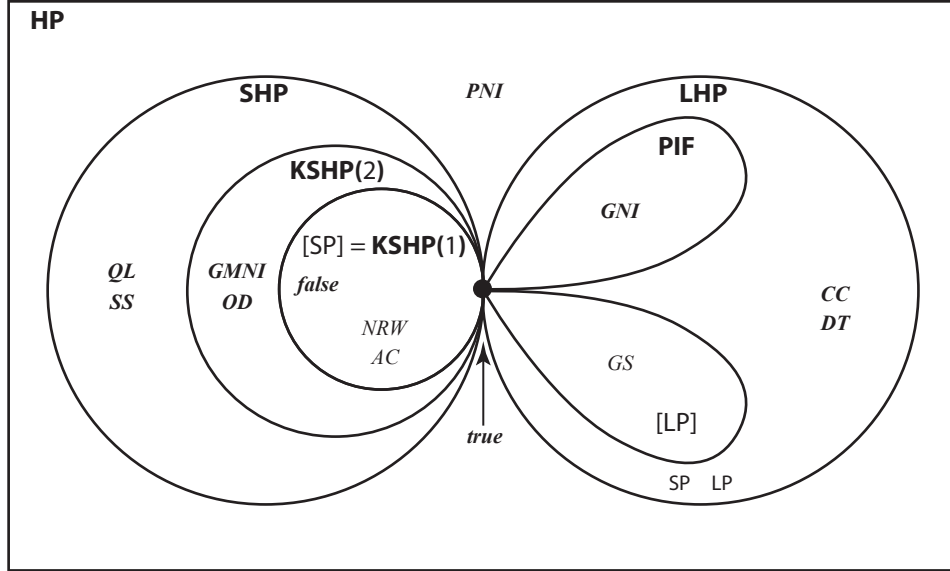 HP
SHP
PNI
LHP
KSHP(2)
PIF
GNI
[SP] = KSHP(1)
QL
SS
GMNI
OD
false
NRW
AC
CC
DT
GS
[LP]
true
SP LP